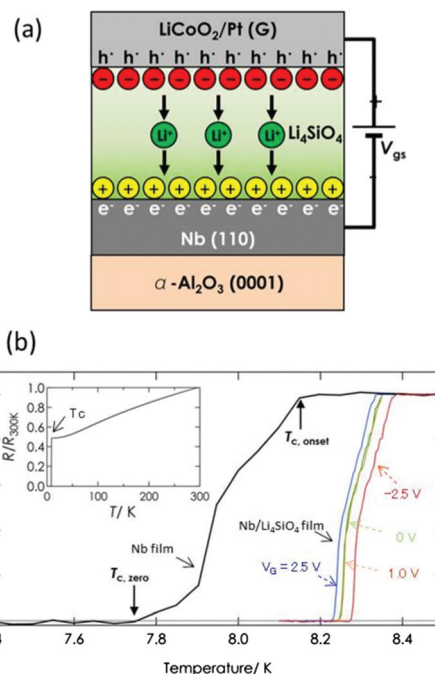 (a)
LiCoO₂/Pt (G)
h· h· h· h· h· h· h· h· h·
− − − − − − − − −
Li⁺ Li⁺ Li⁺ Li₄SiO₄
+
Vgs
-
+ + + + + + + + + +
e⁻ e⁻ e⁻ e⁻ e⁻ e⁻ e⁻ e⁻ e⁻ e⁻
Nb (110)
α-Al₂O₃ (0001)
(b)
R/R300K
1.0
0.8
0.6
0.4
0.2
0.0
Tc
0 100 200 300
T/ K
Tc, onset
−2.5 V
Nb/Li₄SiO₄ film
0 V
Nb film
VG = 2.5 V
1.0 V
Tc, zero
7.6 7.8 8.0 8.2 8.4
Temperature/ K